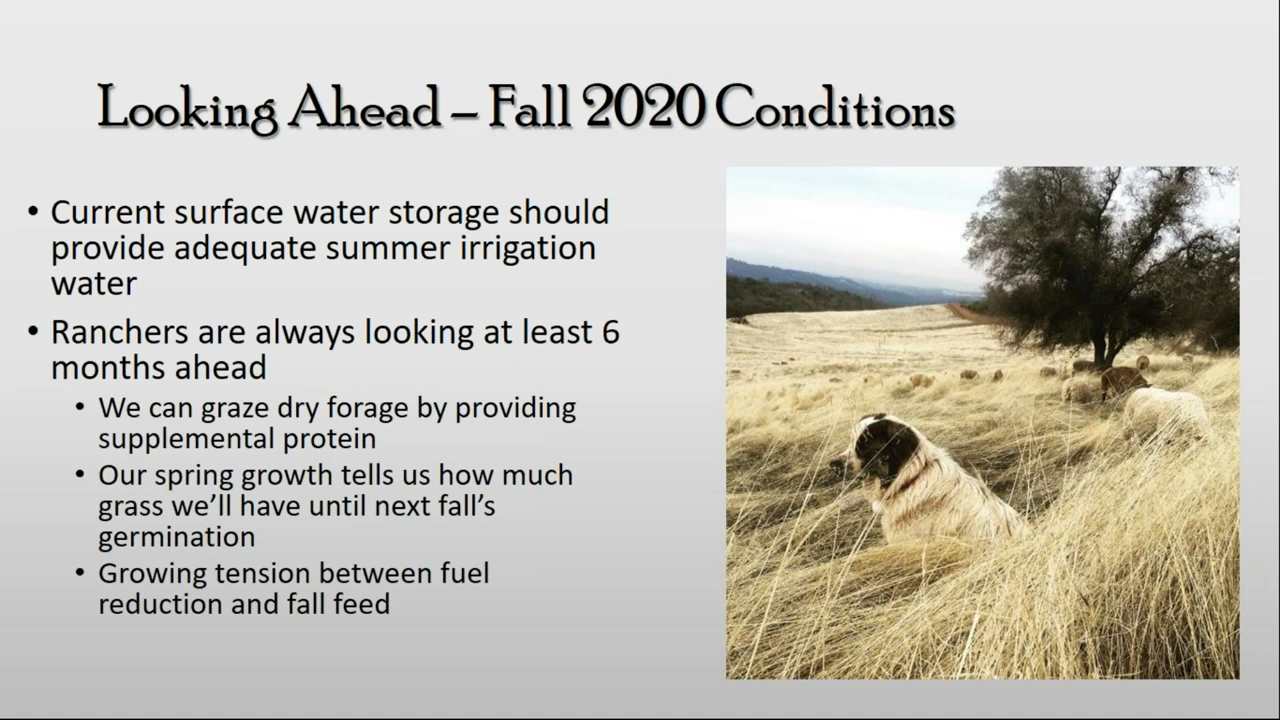 Looking Ahead – Fall 2020 Conditions
• Current surface water storage should
provide adequate summer irrigation
water
• Ranchers are always looking at least 6
months ahead
• We can graze dry forage by providing
supplemental protein
• Our spring growth tells us how much
grass we’ll have until next fall’s
germination
• Growing tension between fuel
reduction and fall feed